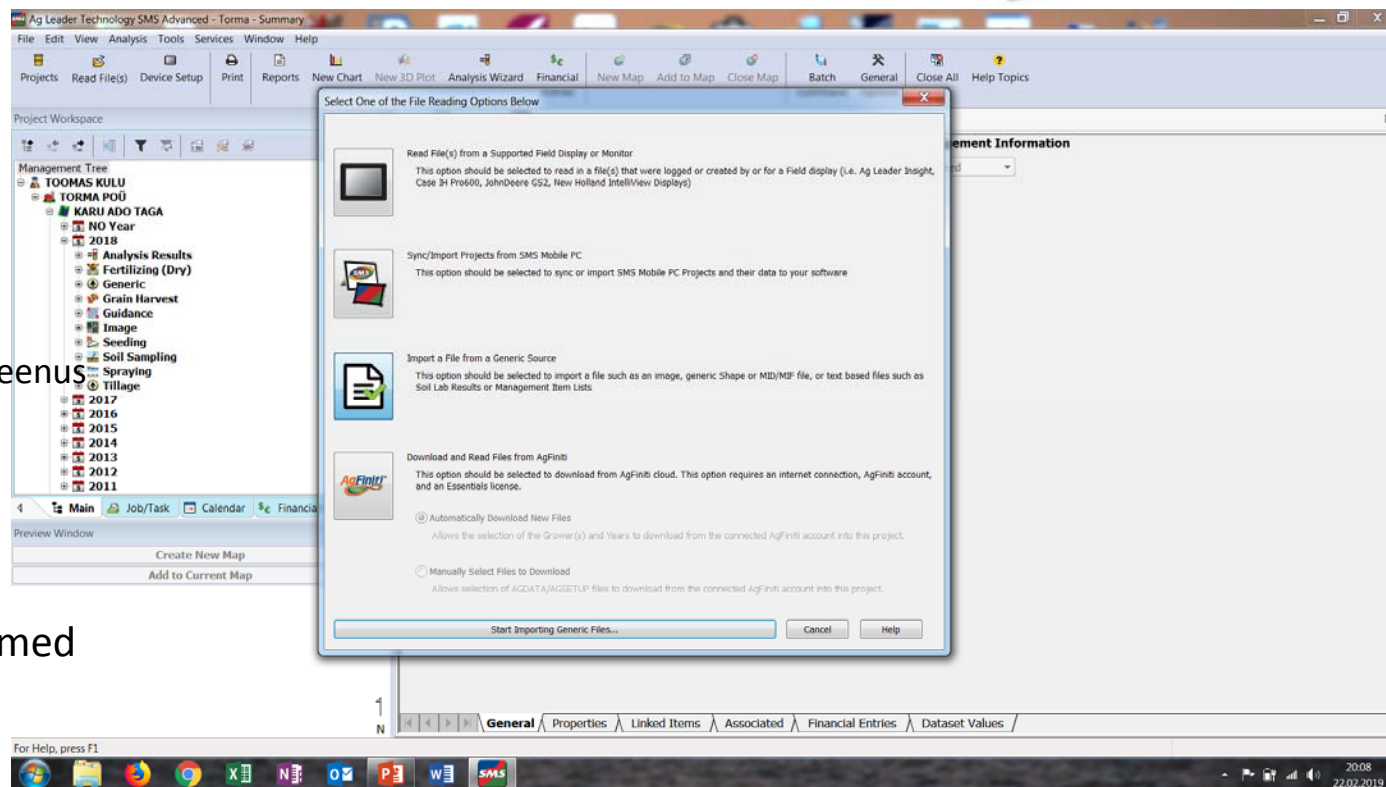 Ag Leader Technology SMS Advanced - Torma - Summary
File Edit View Analysis Tools Services Window Help
Projects Read File(s) Device Setup Print Reports New Chart New 3D Plot Analysis Wizard Financial New Map Add to Map Close Map Batch General Close All Help Topics
Project Workspace
Management Tree
TOOMAS KULU
TORMA POÜ
KARU ADO TAGA
NO Year
2018
Analysis Results
Fertilizing (Dry)
Generic
Grain Harvest
Guidance
Image
Seeding
Soil Sampling
Spraying
Tillage
2017
2016
2015
2014
2013
2012
2011
Main Job/Task Calendar Financia
Preview Window
Create New Map
Add to Current Map
eenus
med
N
Select One of the File Reading Options Below
Read File(s) from a Supported Field Display or Monitor
This option should be selected to read in a file(s) that were logged or created by or for a Field display (i.e. Ag Leader Insight,
Case IH Pro600, JohnDeere GS2, New Holland IntelliView Displays)
Sync/Import Projects from SMS Mobile PC
This option should be selected to sync or import SMS Mobile PC Projects and their data to your software
Import a File from a Generic Source
This option should be selected to import a file such as an image, generic Shape or MID/MIF file, or text based files such as
Soil Lab Results or Management Item Lists
AgFiniti
Download and Read Files from AgFiniti
This option should be selected to download from AgFiniti cloud. This option requires an internet connection, AgFiniti account,
and an Essentials license.
Automatically Download New Files
Allows the selection of the Grower(s) and Years to download from the connected AgFiniti account into this project.
Manually Select Files to Download
Allows selection of AGDATA/AGSETUP files to download from the connected AgFiniti account into this project.
Start Importing Generic Files... Cancel Help
ement Information
ed
General Properties Linked Items Associated Financial Entries Dataset Values
For Help, press F1
SMS
20:08
22.02.2019